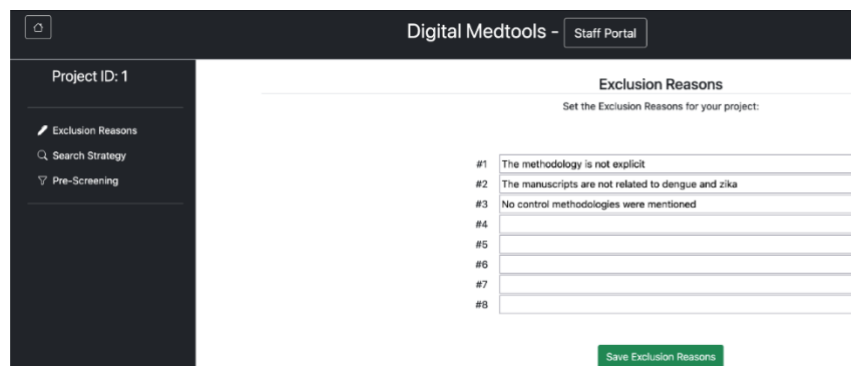 Digital Medtools - Staff Portal
Project ID: 1
Exclusion Reasons
Search Strategy
Pre-Screening
Exclusion Reasons
Set the Exclusion Reasons for your project:
#1 The methodology is not explicit
#2 The manuscripts are not related to dengue and zika
#3 No control methodologies were mentioned
#4
#5
#6
#7
#8
Save Exclusion Reasons